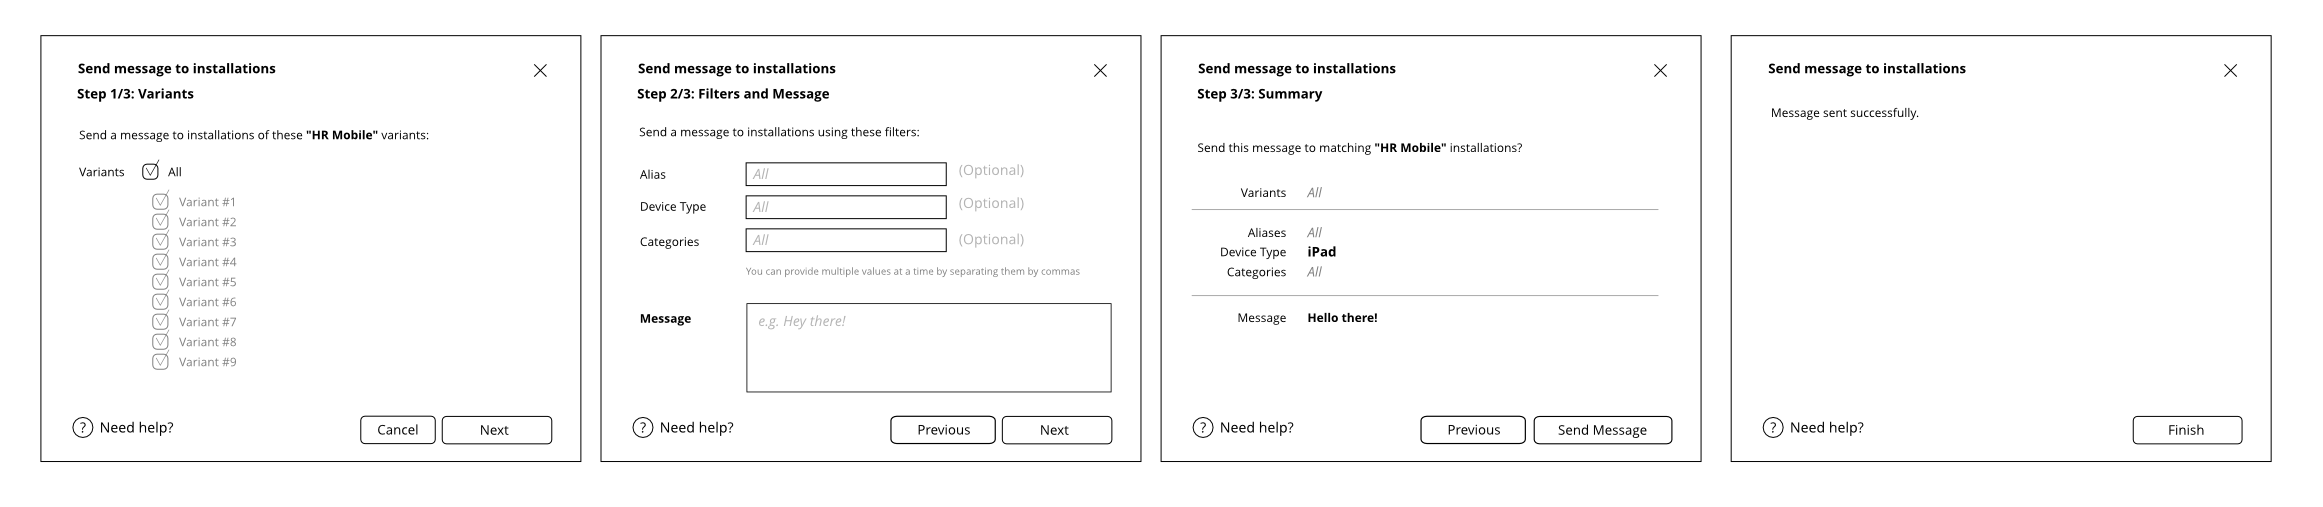 Send message to installations
Step 1/3: Variants
Send a message to installations of these "HR Mobile" variants:
Variants All
Variant #1
Variant #2
Variant #3
Variant #4
Variant #5
Variant #6
Variant #7
Variant #8
Variant #9
? Need help? Cancel Next
Send message to installations
Step 2/3: Filters and Message
Send a message to installations using these filters:
Alias All (Optional)
Device Type All (Optional)
Categories All (Optional)
You can provide multiple values at a time by separating them by commas
Message e.g. Hey there!
? Need help? Previous Next
Send message to installations
Step 3/3: Summary
Send this message to matching "HR Mobile" installations?
Variants All
Aliases All
Device Type iPad
Categories All
Message Hello there!
? Need help? Previous Send Message
Send message to installations
Message sent successfully.
? Need help? Finish